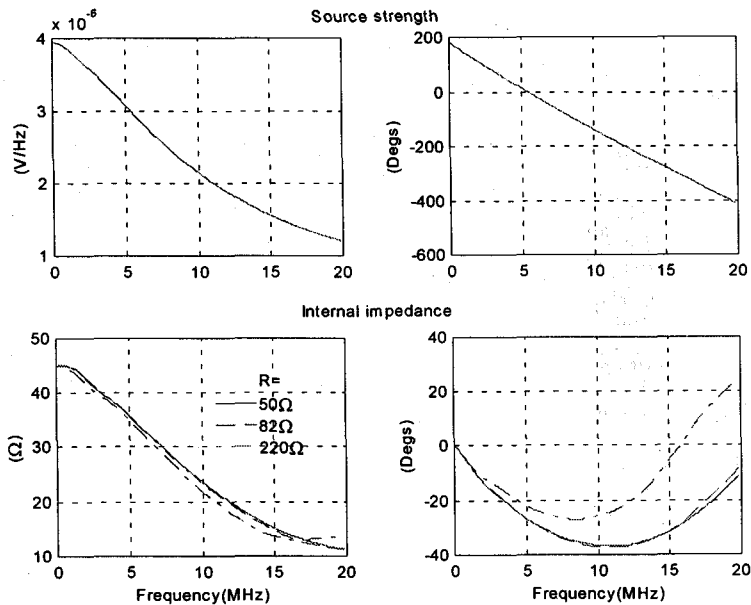 Source strength
x 10⁻⁶
4
3
2
1
(V/Hz)
0 5 10 15 20
200
0
-200
-400
-600
(Degs)
0 5 10 15 20
Internal impedance
50
40
30
20
10
(Ω)
R=
50Ω
82Ω
220Ω
0 5 10 15 20
Frequency(MHz)
40
20
0
-20
-40
(Degs)
0 5 10 15 20
Frequency(MHz)